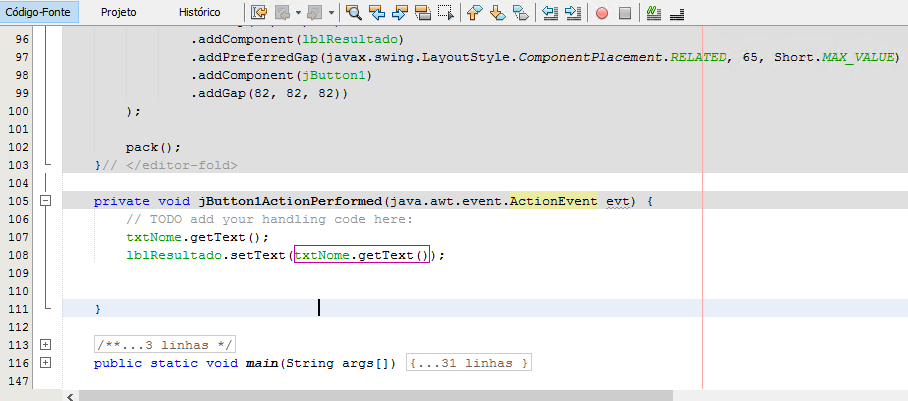 Código-Fonte Projeto Histórico
96 .addComponent(lblResultado)
97 .addPreferredGap(javax.swing.LayoutStyle.ComponentPlacement.RELATED, 65, Short.MAX_VALUE)
98 .addComponent(jButton1)
99 .addGap(82, 82, 82))
100 );
101
102 pack();
103 }// </editor-fold>
104
105 private void jButton1ActionPerformed(java.awt.event.ActionEvent evt) {
106 // TODO add your handling code here:
107 txtNome.getText();
108 lblResultado.setText(txtNome.getText());
109
110
111 }
112
113 /**...3 linhas */
116 public static void main(String args[]) {...31 linhas }
147